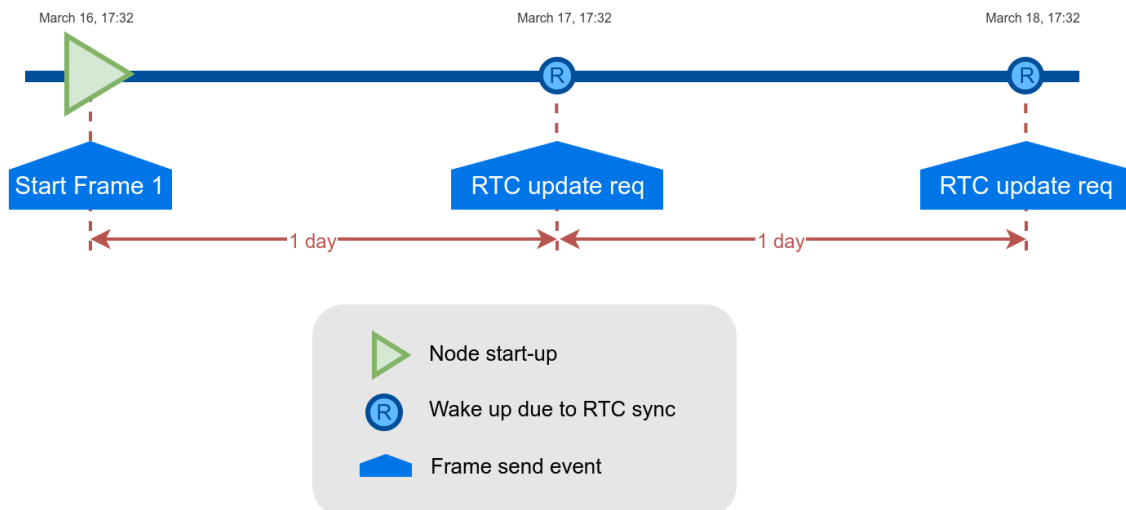 March 16, 17:32
March 17, 17:32
March 18, 17:32
R
R
Start Frame 1
RTC update req
RTC update req
1 day
1 day
Node start-up
R
Wake up due to RTC sync
Frame send event